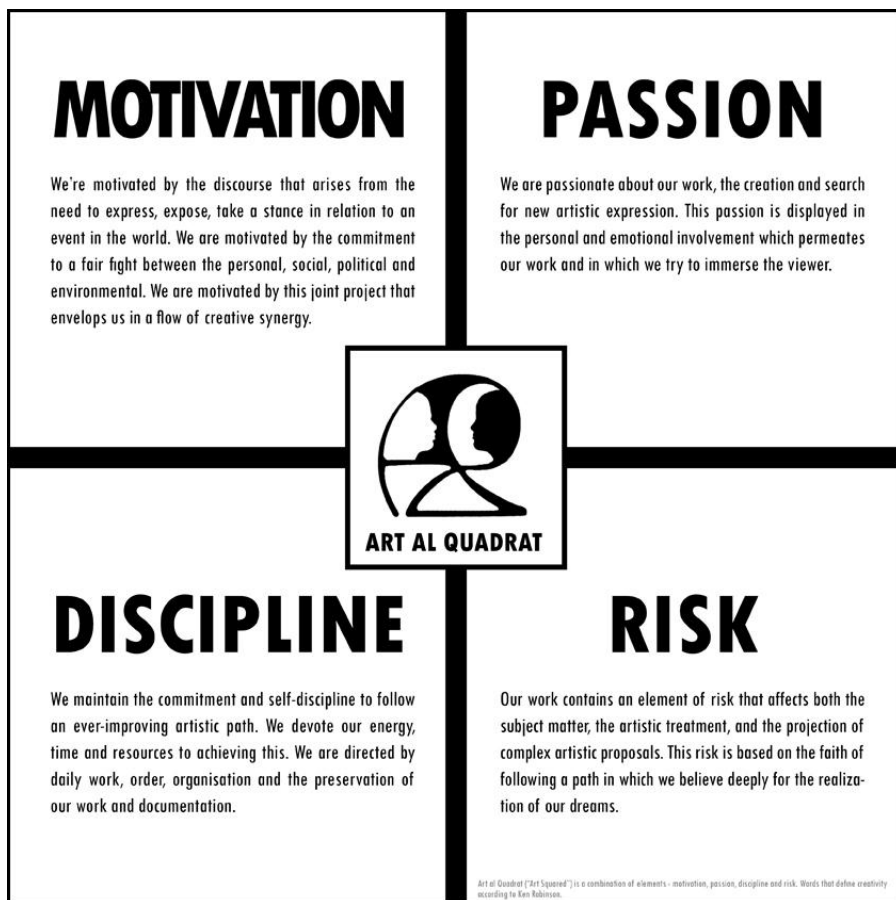 MOTIVATION
We're motivated by the discourse that arises from the
need to express, expose, take a stance in relation to an
event in the world. We are motivated by the commitment
to a fair fight between the personal, social, political and
environmental. We are motivated by this joint project that
envelops us in a flow of creative synergy.
PASSION
We are passionate about our work, the creation and search
for new artistic expression. This passion is displayed in
the personal and emotional involvement which permeates
our work and in which we try to immerse the viewer.
ART AL QUADRAT
DISCIPLINE
We maintain the commitment and self-discipline to follow
an ever-improving artistic path. We devote our energy,
time and resources to achieving this. We are directed by
daily work, order, organisation and the preservation of
our work and documentation.
RISK
Our work contains an element of risk that affects both the
subject matter, the artistic treatment, and the projection of
complex artistic proposals. This risk is based on the faith of
following a path in which we believe deeply for the realiza-
tion of our dreams.
Art al Quadrat ("Art Squared") is a combination of elements - motivation, passion, discipline and risk. Words that define creativity
according to Ken Robinson.